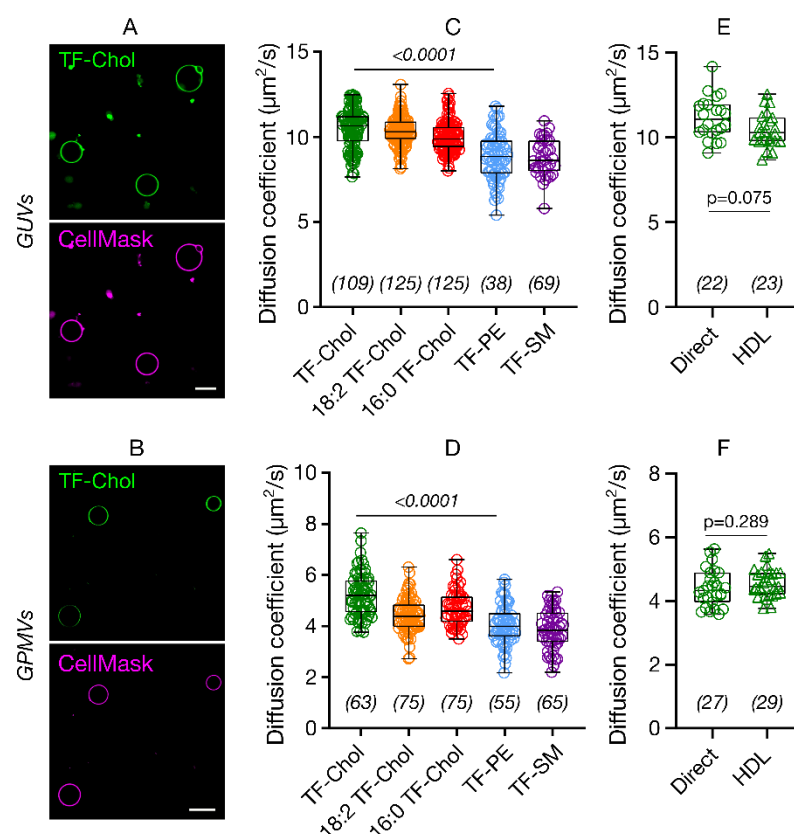 A
TF-Chol
CellMask
GUVs
B
TF-Chol
CellMask
GPMVs
C
<0.0001
Diffusion coefficient (μm²/s)
15
10
5
0
(109) (125) (125) (38) (69)
TF-Chol
18:2 TF-Chol
16:0 TF-Chol
TF-PE
TF-SM
D
<0.0001
Diffusion coefficient (μm²/s)
10
8
6
4
2
0
(63) (75) (75) (55) (65)
TF-Chol
18:2 TF-Chol
16:0 TF-Chol
TF-PE
TF-SM
E
Diffusion coefficient (μm²/s)
15
10
5
0
p=0.075
(22) (23)
Direct
HDL
F
Diffusion coefficient (μm²/s)
8
6
4
2
0
p=0.289
(27) (29)
Direct
HDL